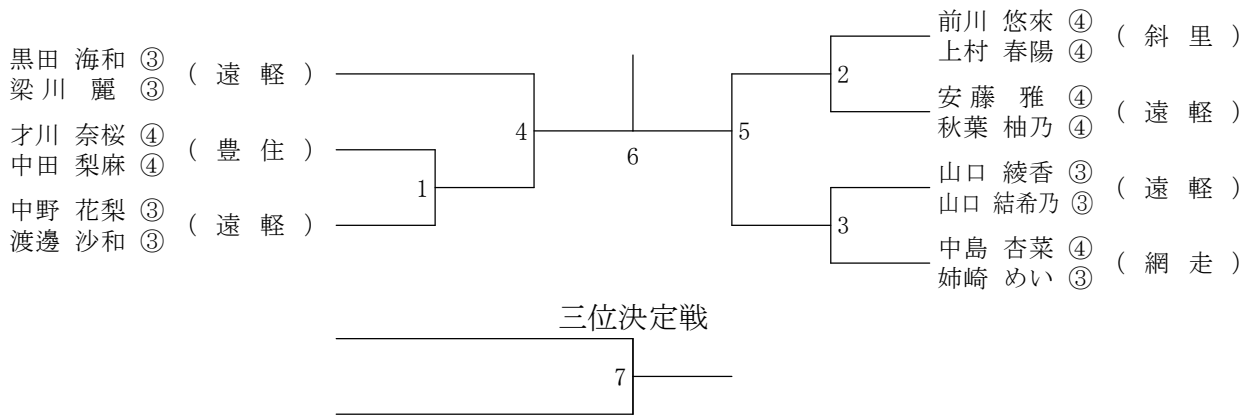 黒田 海和 ③
梁川 麗 ③
( 遠 軽 )
才川 奈桜 ④
中田 梨麻 ④
( 豊 住 )
中野 花梨 ③
渡邊 沙和 ③
( 遠 軽 )
1
4
6
5
2
3
前川 悠來 ④
上村 春陽 ④
( 斜 里 )
安藤 雅 ④
秋葉 柚乃 ④
( 遠 軽 )
山口 綾香 ③
山口 結希乃 ③
( 遠 軽 )
中島 杏菜 ④
姉崎 めい ③
( 網 走 )
三位決定戦
7